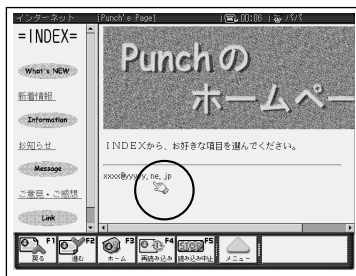 インターネット [Punch's Page] 00:06 パパ
=INDEX=
What's NEW
新着情報
Information
お知らせ
Message
ご意見・ご感想
Link
Punchの
ホームペー
INDEXから、お好きな項目を選んでください。
xxxx@yyyyy.ne.jp
F1 戻る
F2 進む
F3 ホーム
F4 再読み込み
STOP F5 読み込み中止
メニュー